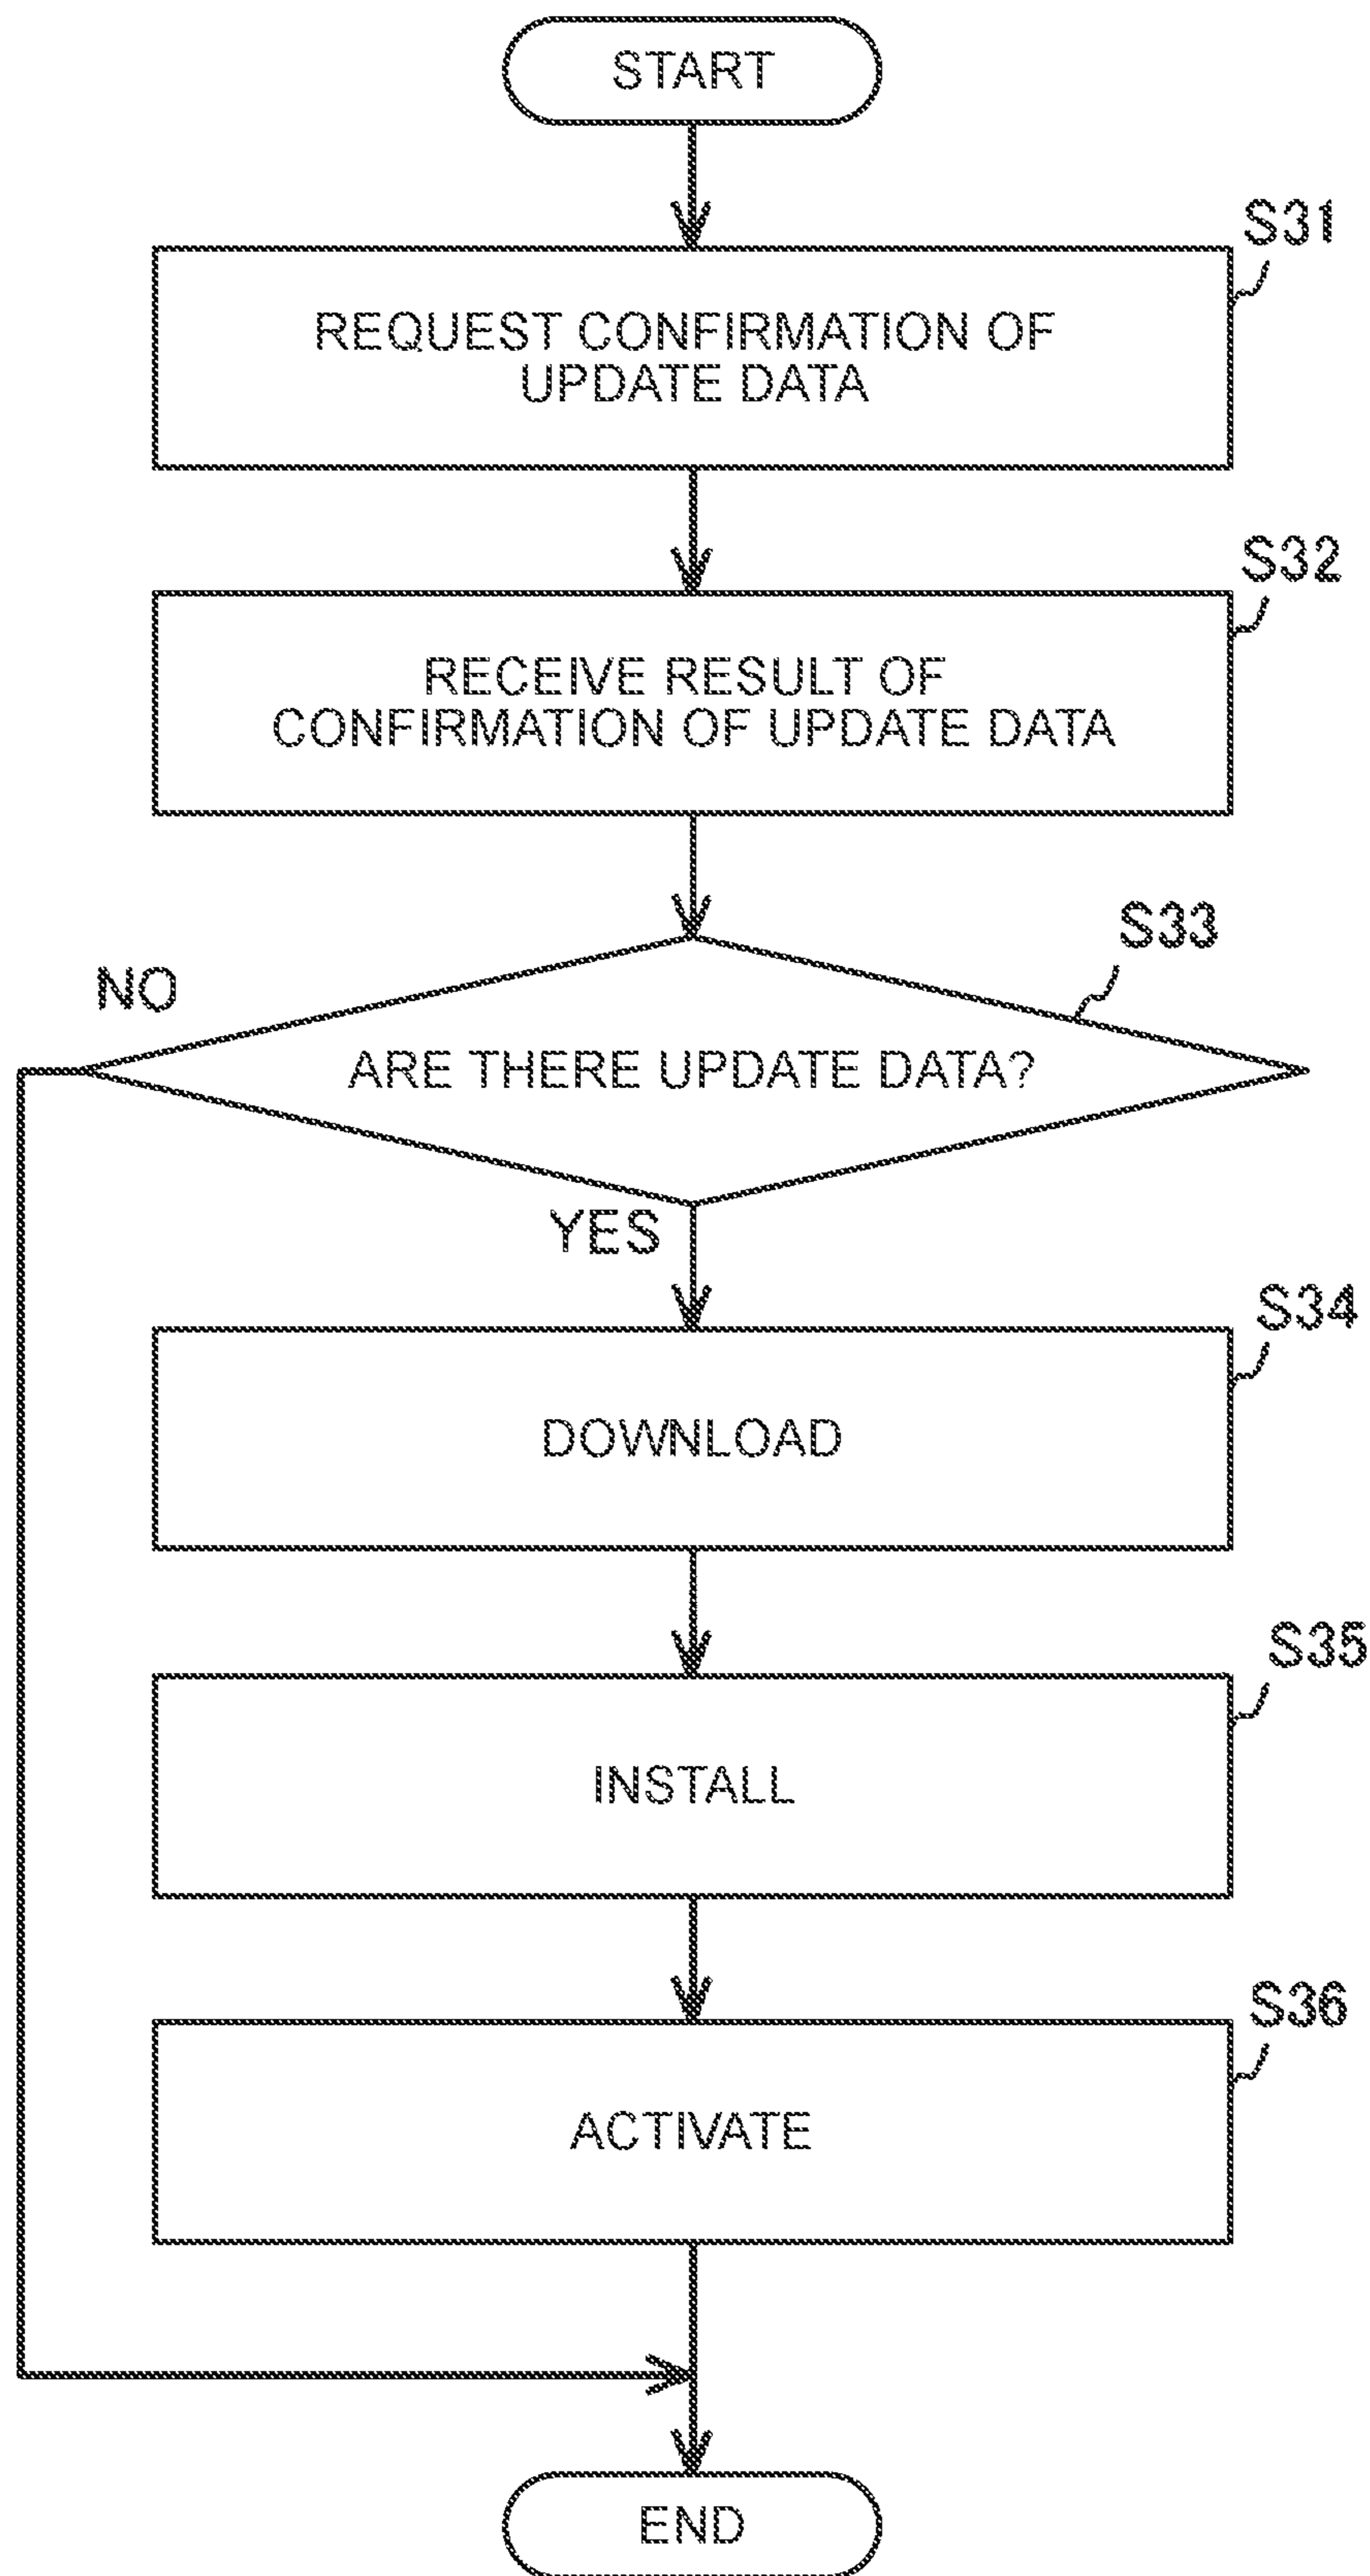 START
S31
REQUEST CONFIRMATION OF
UPDATE DATA
S32
RECEIVE RESULT OF
CONFIRMATION OF UPDATE DATA
S33
NO
ARE THERE UPDATE DATA?
YES
S34
DOWNLOAD
S35
INSTALL
S36
ACTIVATE
END